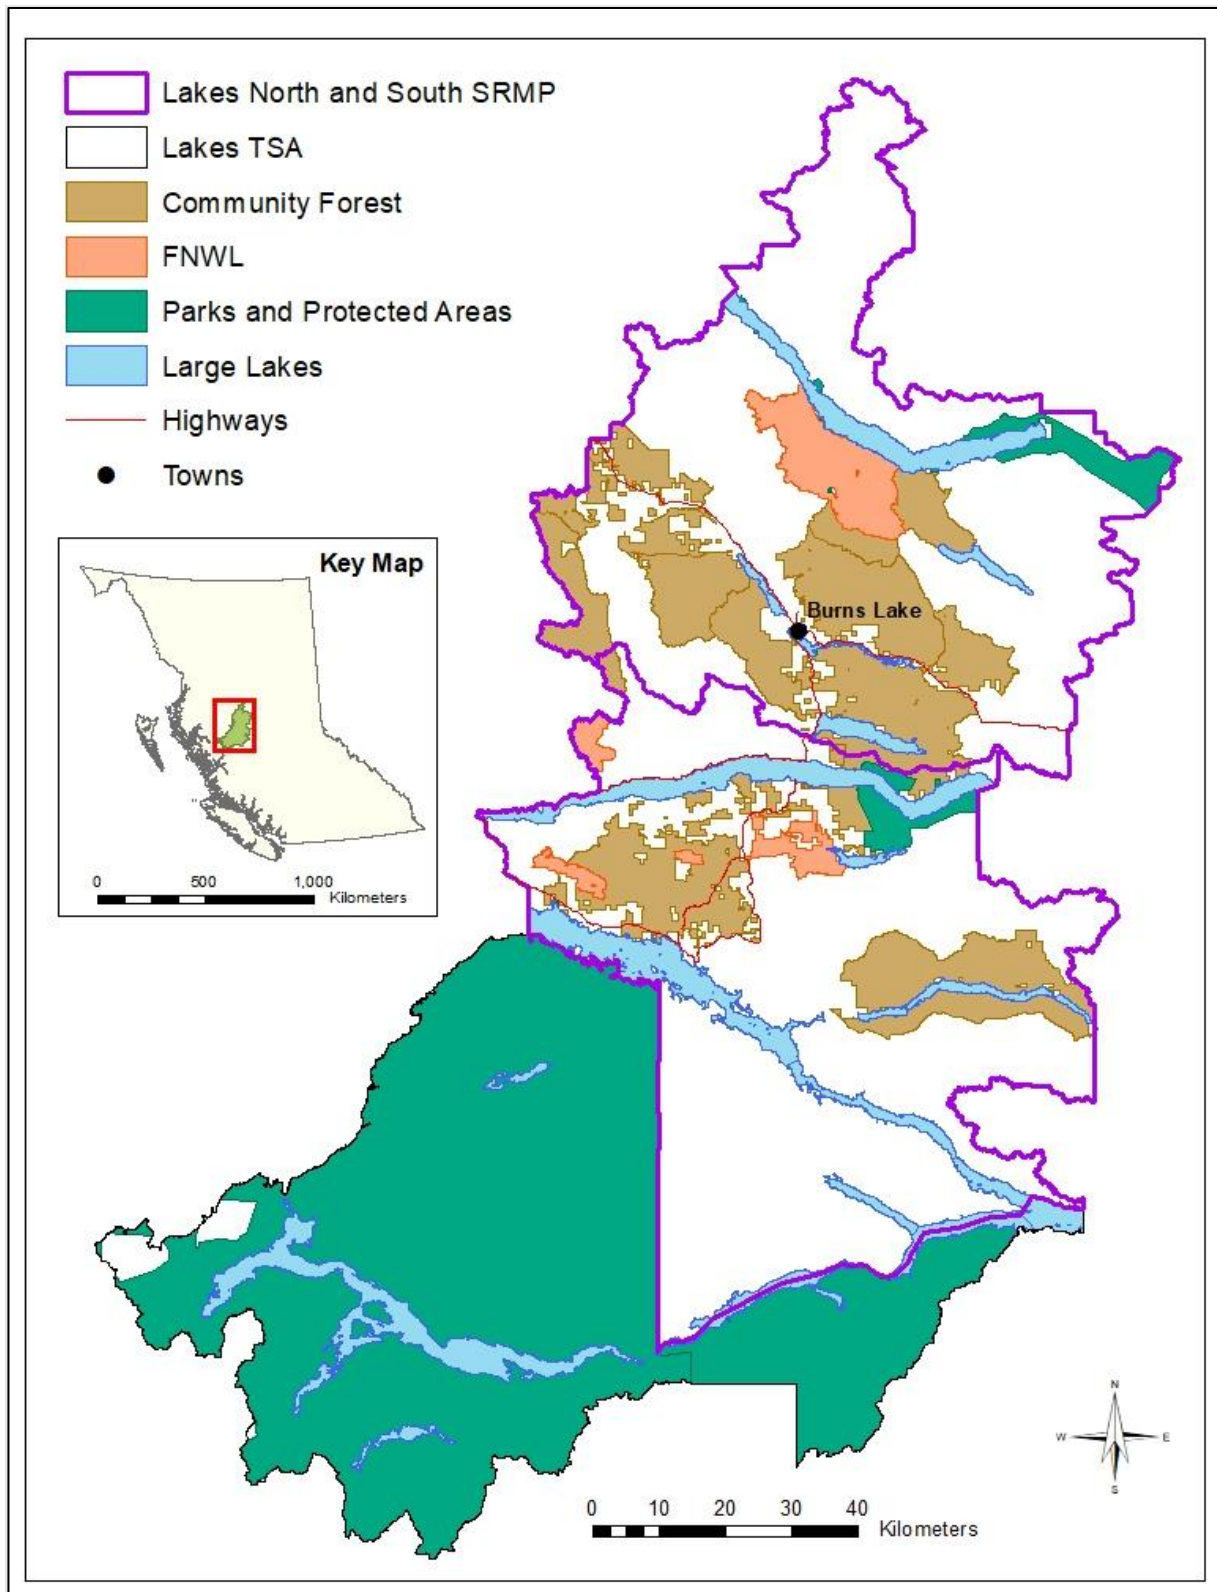 Lakes North and South SRMP
Lakes TSA
Community Forest
FNWL
Parks and Protected Areas
Large Lakes
Highways
Towns
Key Map
0 500 1,000
Kilometers
Burns Lake
N
W E
S
0 10 20 30 40
Kilometers